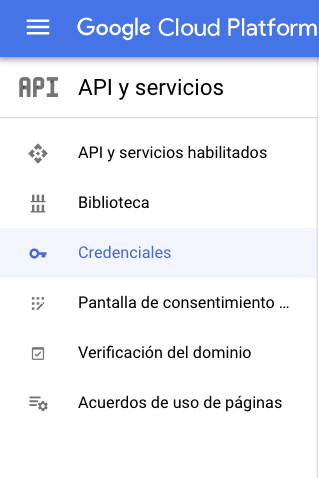 Google Cloud Platform
API API y servicios
API y servicios habilitados
Biblioteca
Credenciales
Pantalla de consentimiento ...
Verificación del dominio
Acuerdos de uso de páginas